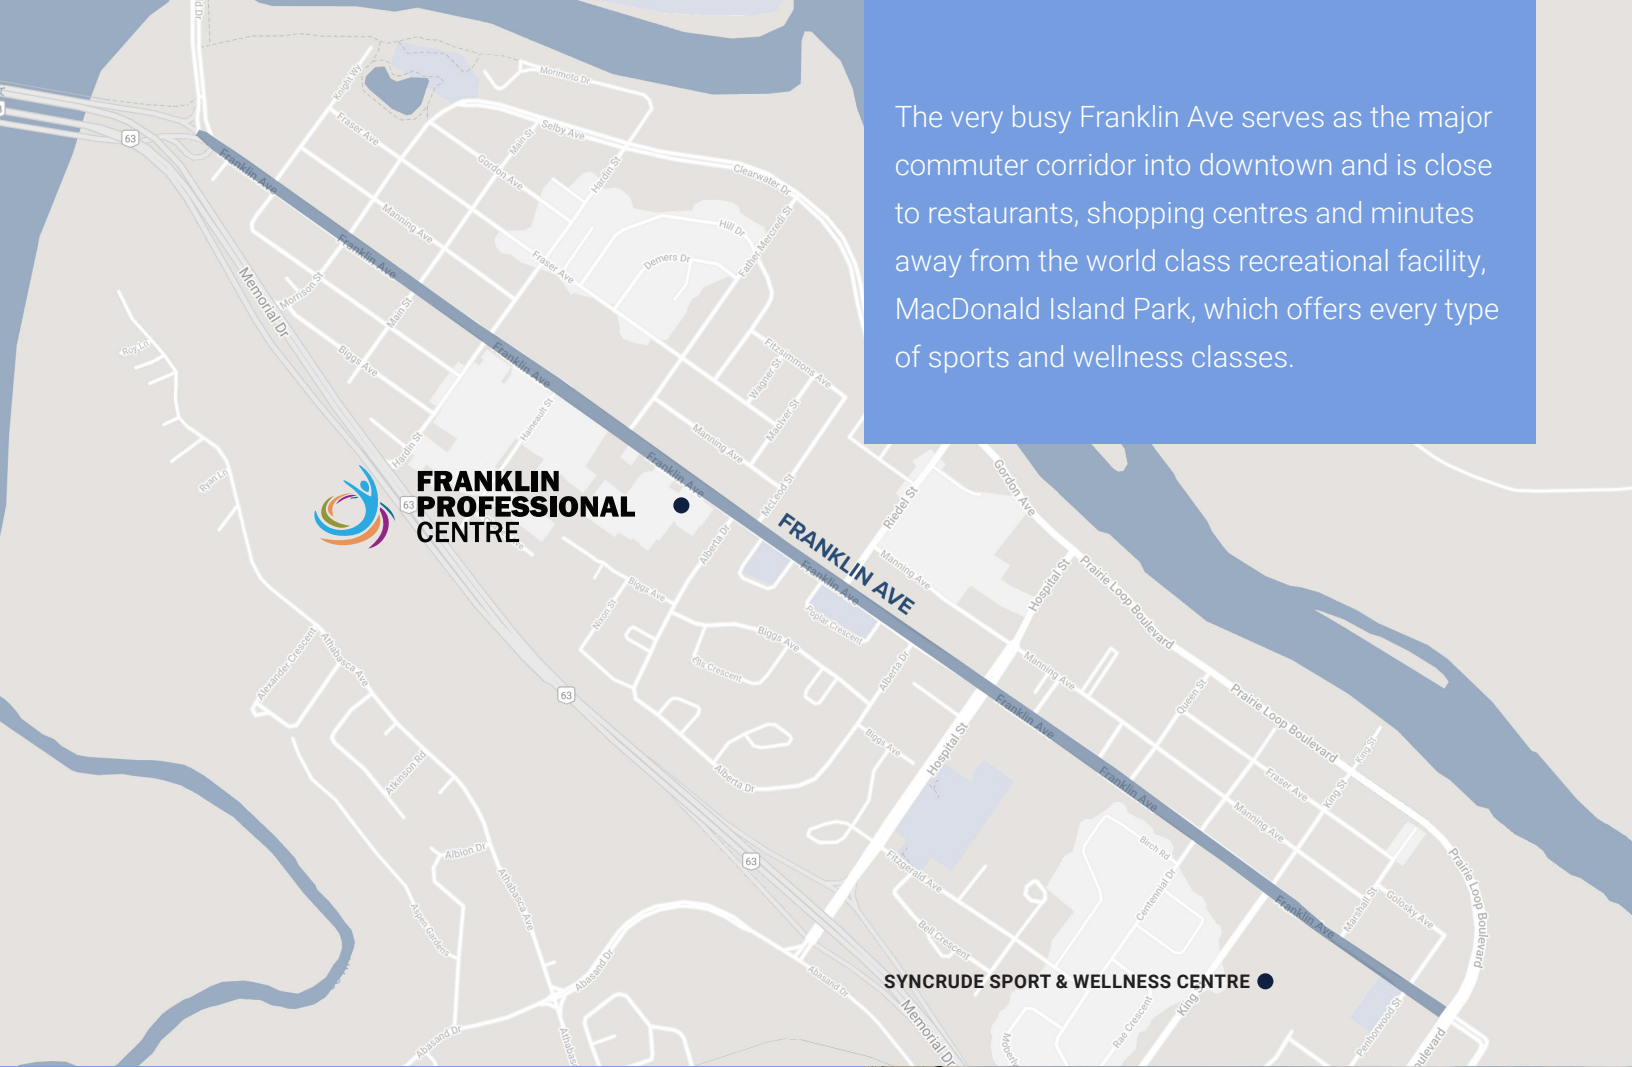 The very busy Franklin Ave serves as the major
commuter corridor into downtown and is close
to restaurants, shopping centres and minutes
away from the world class recreational facility,
MacDonald Island Park, which offers every type
of sports and wellness classes.
63
Knight Wy
Morimoto Dr
Fraser Ave
Main St
Selby Ave
Gordon Ave
Hardin St
Clearwater Dr
Franklin Ave
Manning Ave
Hill Dr
Father Mercredi St
Franklin Ave
Fraser Ave
Demers Dr
Memorial Dr
Morrison St
Main St
Roy Ln
Biggs Ave
Franklin Ave
Fitzsimmons Ave
Wagner St
MacIver St
Haineault St
Manning Ave
Hardin St
Ryan Ln
Franklin Ave
McLeod St
Gordon Ave
Riedel St
FRANKLIN
PROFESSIONAL
CENTRE
63
Alberta Dr
FRANKLIN AVE
Franklin Ave
Manning Ave
Hospital St
Prairie Loop Boulevard
Biggs Ave
Nixon St
Poplar Crescent
Biggs Ave
Alexander Crescent
Athabasca Ave
Alberta Dr
Manning Ave
Queen St
Prairie Loop Boulevard
63
Franklin Ave
Hospital St
Biggs Ave
King St
Atkinson Rd
Alberta Dr
Franklin Ave
Fraser Ave
King St
Manning Ave
Albion Dr
63
Birch Rd
Fitzgerald Ave
Centennial Dr
Prairie Loop Boulevard
Athabasca Ave
Aspen Gardens
Franklin Ave
Marshall St
Golosky Ave
Bell Crescent
Abasand Dr
Abasand Dr
SYNCRUDE SPORT & WELLNESS CENTRE
King S
Rae Crescent
Memorial Dr
Penhorwood St
Abasand Dr
Athabas